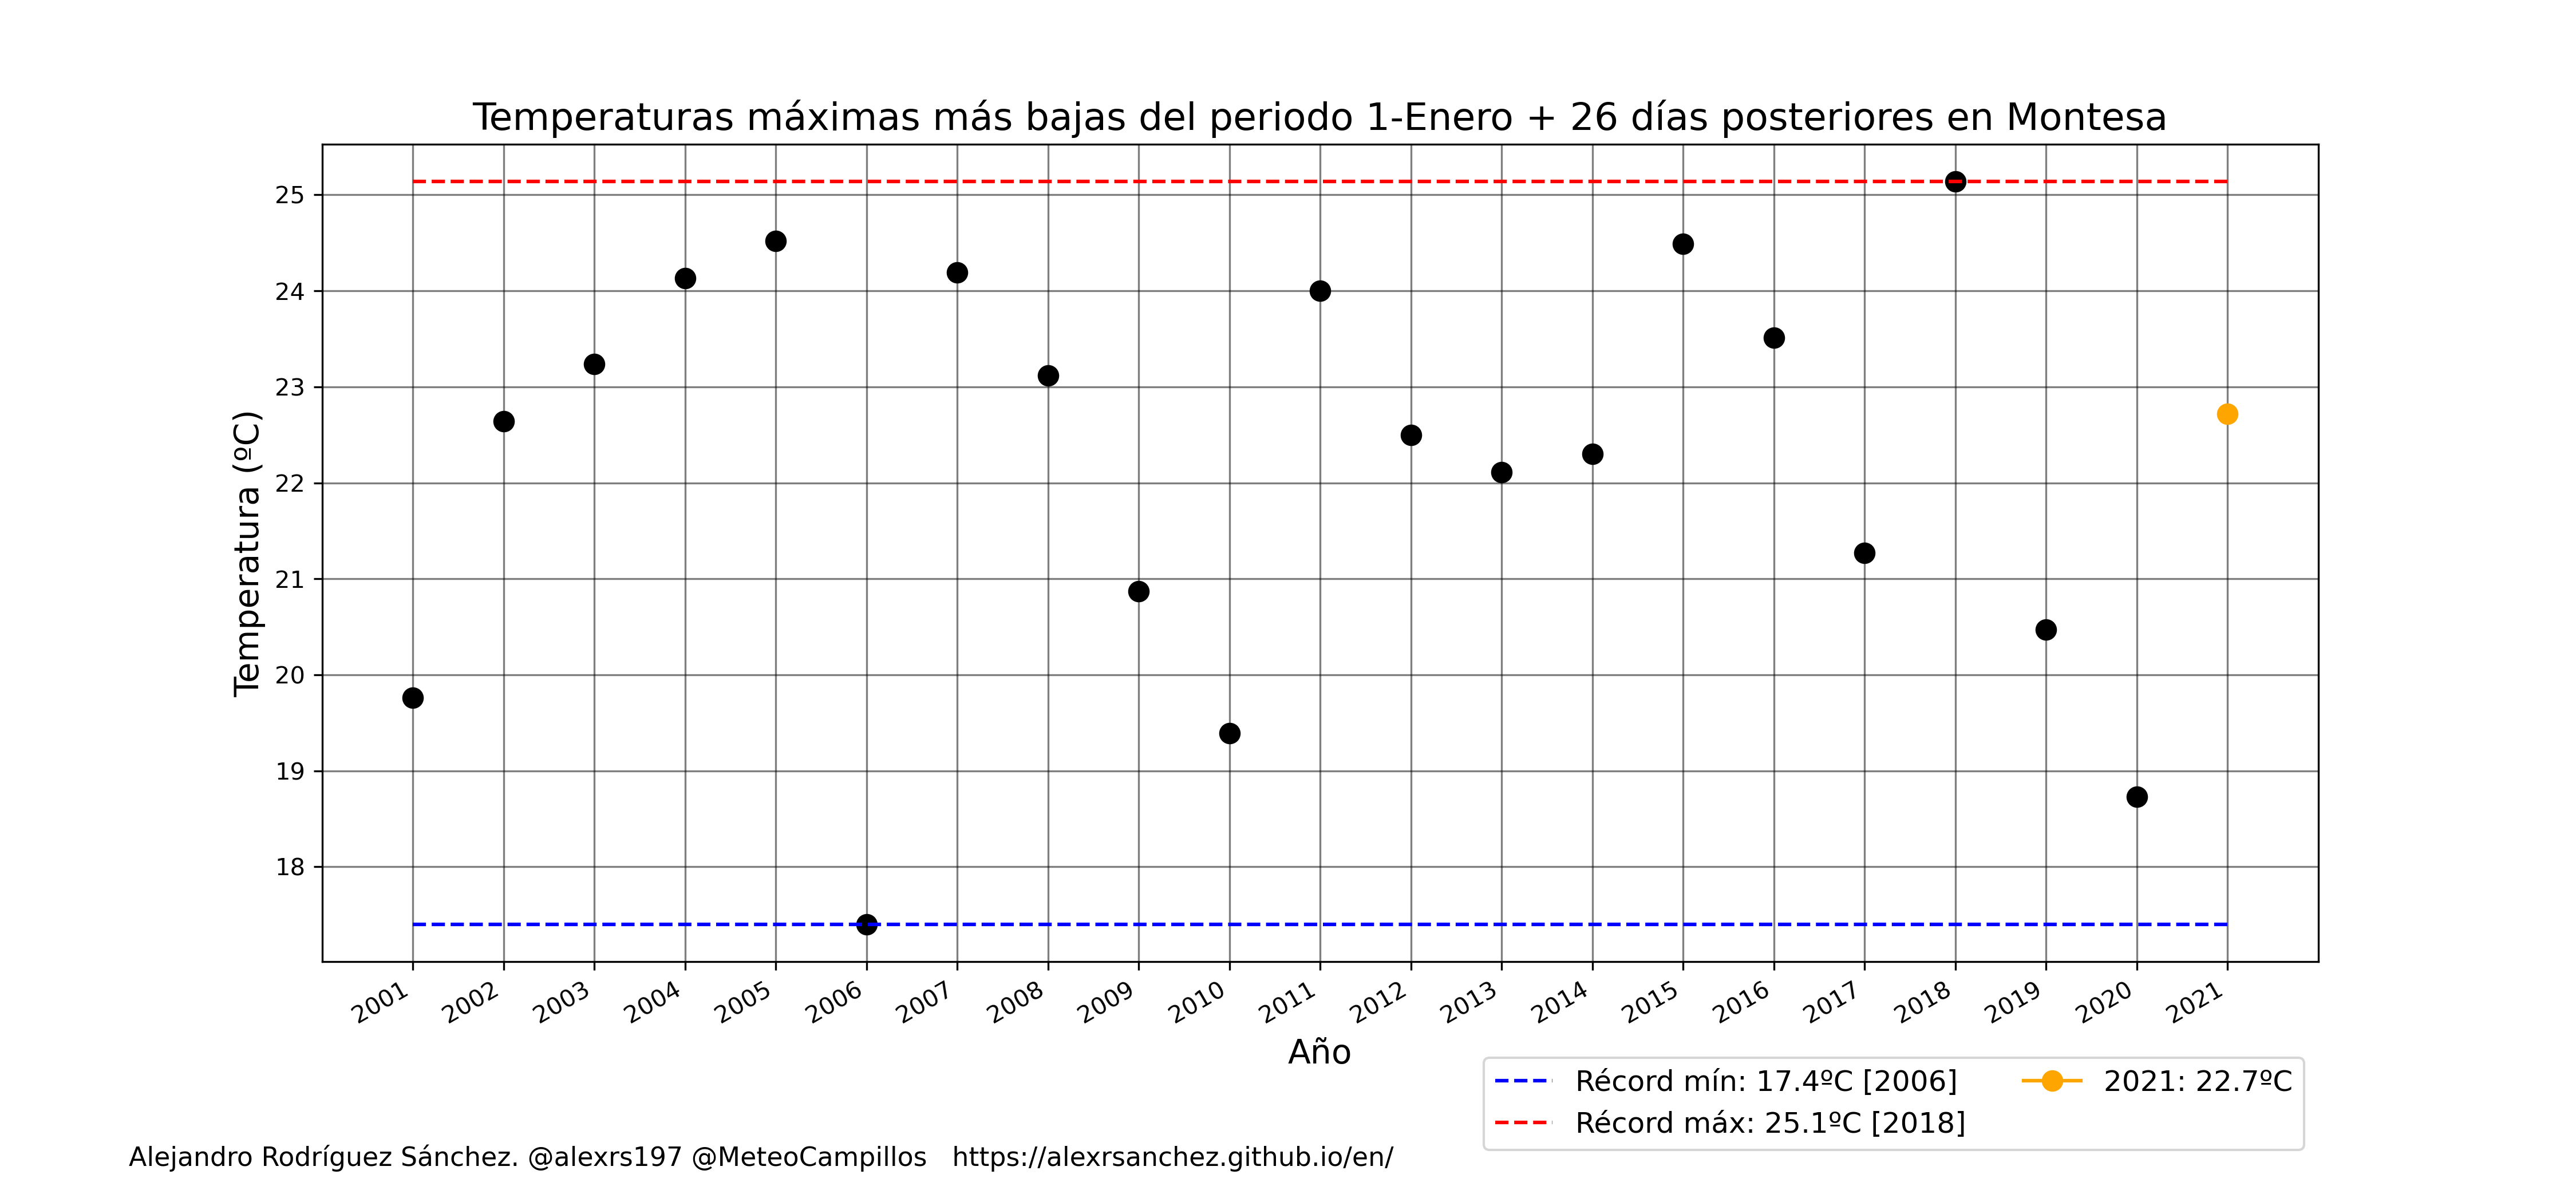 Temperaturas máximas más bajas del periodo 1-Enero + 26 días posteriores en Montesa
Temperatura (ºC)
25
24
23
22
21
20
19
18
2001 2002 2003 2004 2005 2006 2007 2008 2009 2010 2011 2012 2013 2014 2015 2016 2017 2018 2019 2020 2021
Año
Récord mín: 17.4ºC [2006]
Récord máx: 25.1ºC [2018]
2021: 22.7ºC
Alejandro Rodríguez Sánchez. @alexrs197 @MeteoCampillos https://alexrsanchez.github.io/en/